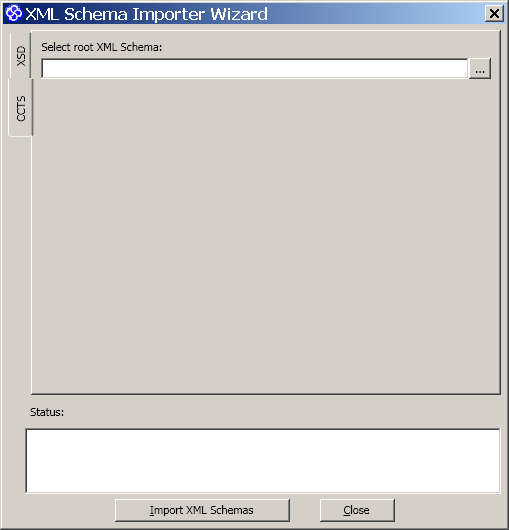 XML Schema Importer Wizard
XSD
CCTS
Select root XML Schema:
...
Status:
Import XML Schemas
Close